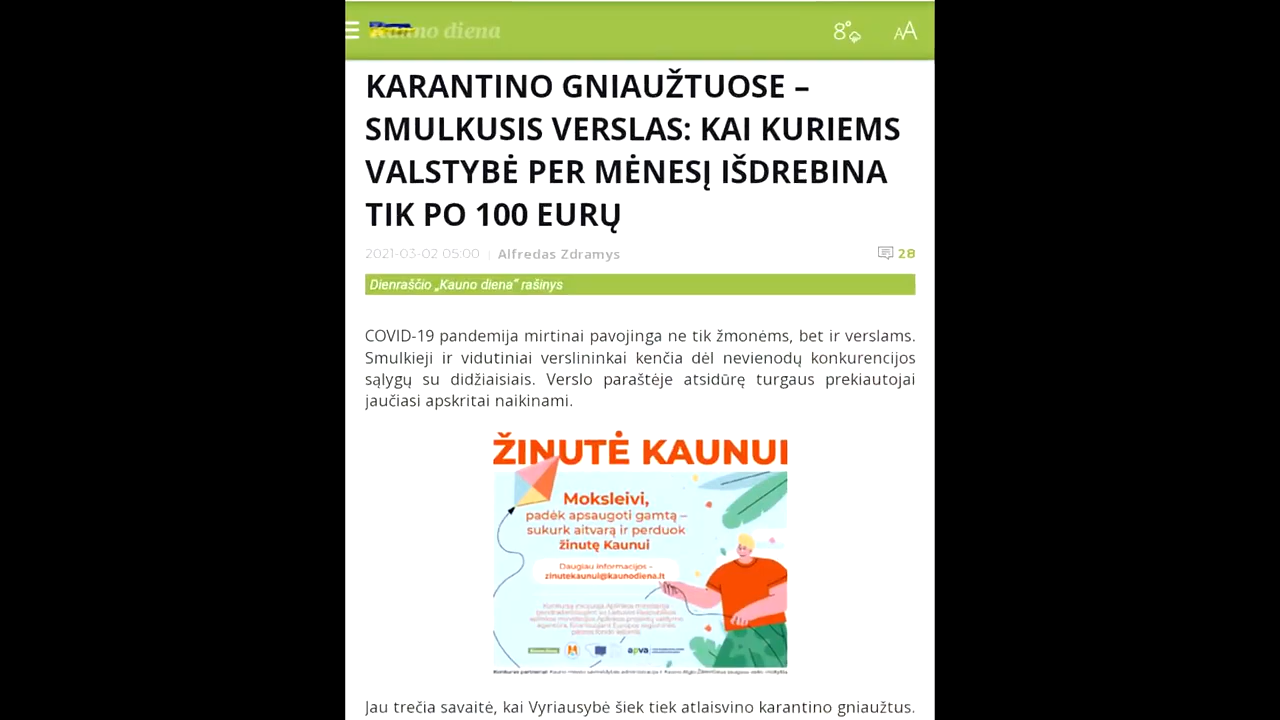 Kauno diena
8°
AA
KARANTINO GNIAUŽTUOSE –
SMULKUSIS VERSLAS: KAI KURIEMS
VALSTYBĖ PER MĖNESĮ IŠDREBINA
TIK PO 100 EURŲ
2021-03-02 05:00 | Alfredas Zdramys
28
Dienraščio „Kauno diena“ rašinys
COVID-19 pandemija mirtinai pavojinga ne tik žmonėms, bet ir verslams.
Smulkieji ir vidutiniai verslininkai kenčia dėl nevienodų konkurencijos
sąlygų su didžiaisiais. Verslo paraštėje atsidūrę turgaus prekiautojai
jaučiasi apskritai naikinami.
ŽINUTĖ KAUNUI
Moksleivi,
padėk apsaugoti gamtą –
sukurk aitvarą ir perduok
žinutę Kaunui
Daugiau informacijos –
zinutekaunui@kaunodiena.lt
apva
Jau trečia savaitė, kai Vyriausybė šiek tiek atlaisvino karantino gniaužtus.